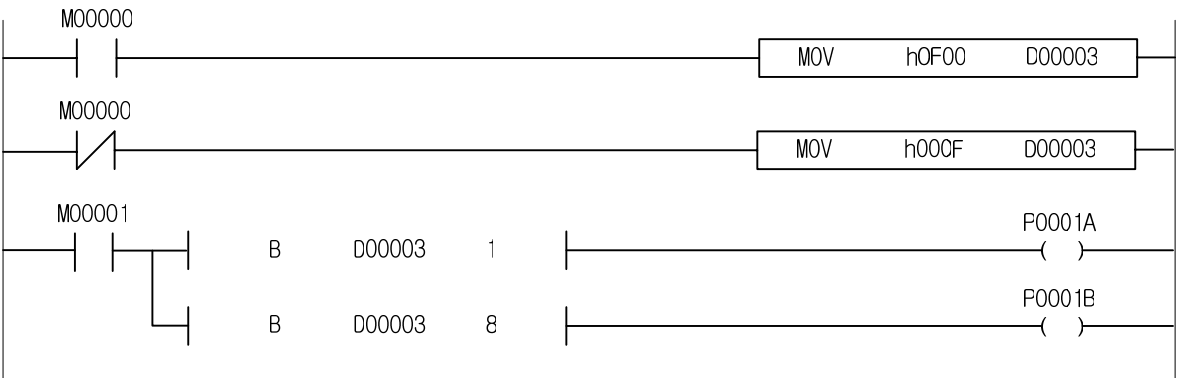 M00000
MOV h0F00 D00003
M00000
MOV h000F D00003
M00001
B D00003 1
P0001A
B D00003 8
P0001B